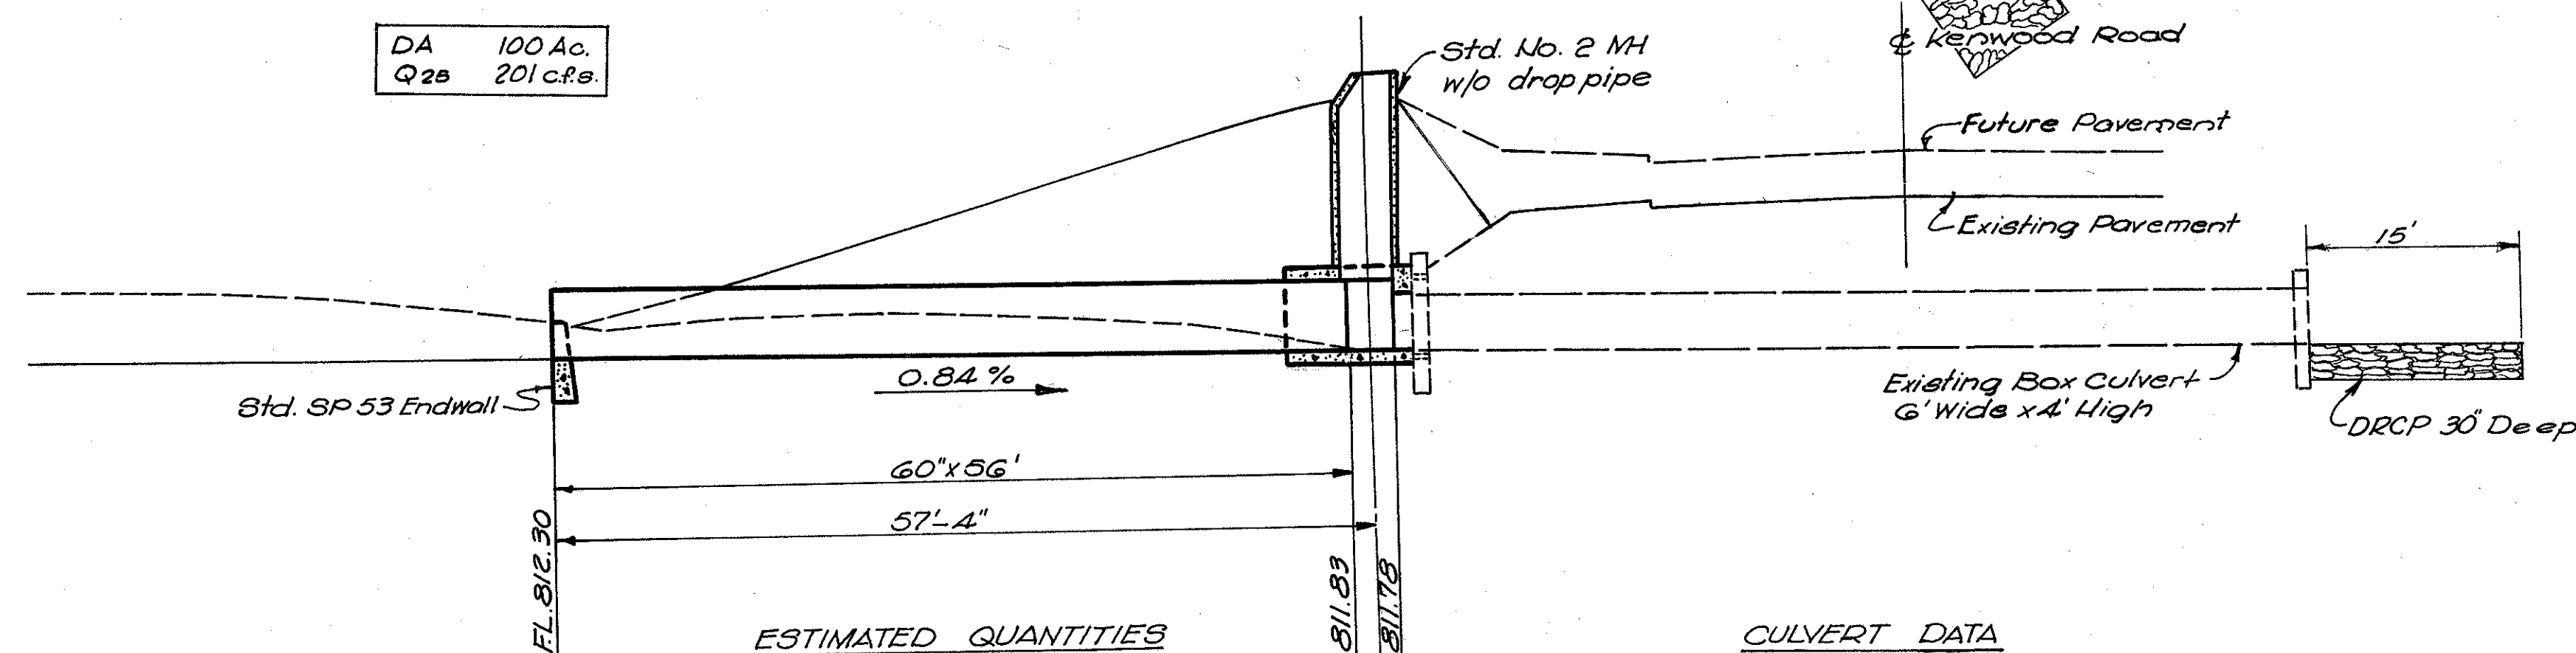 DA 100 Ac.
Q25 201 c.f.s.
Std. No. 2 MH
w/o drop pipe
℄ Kenwood Road
Future Pavement
Existing Pavement
15'
0.84 %
Std. SP 53 Endwall
Existing Box Culvert
6' Wide x 4' High
DRCP 30" Deep
60" x 56'
57'-4"
FL. 812.30
811.83
811.78
ESTIMATED QUANTITIES
CULVERT DATA